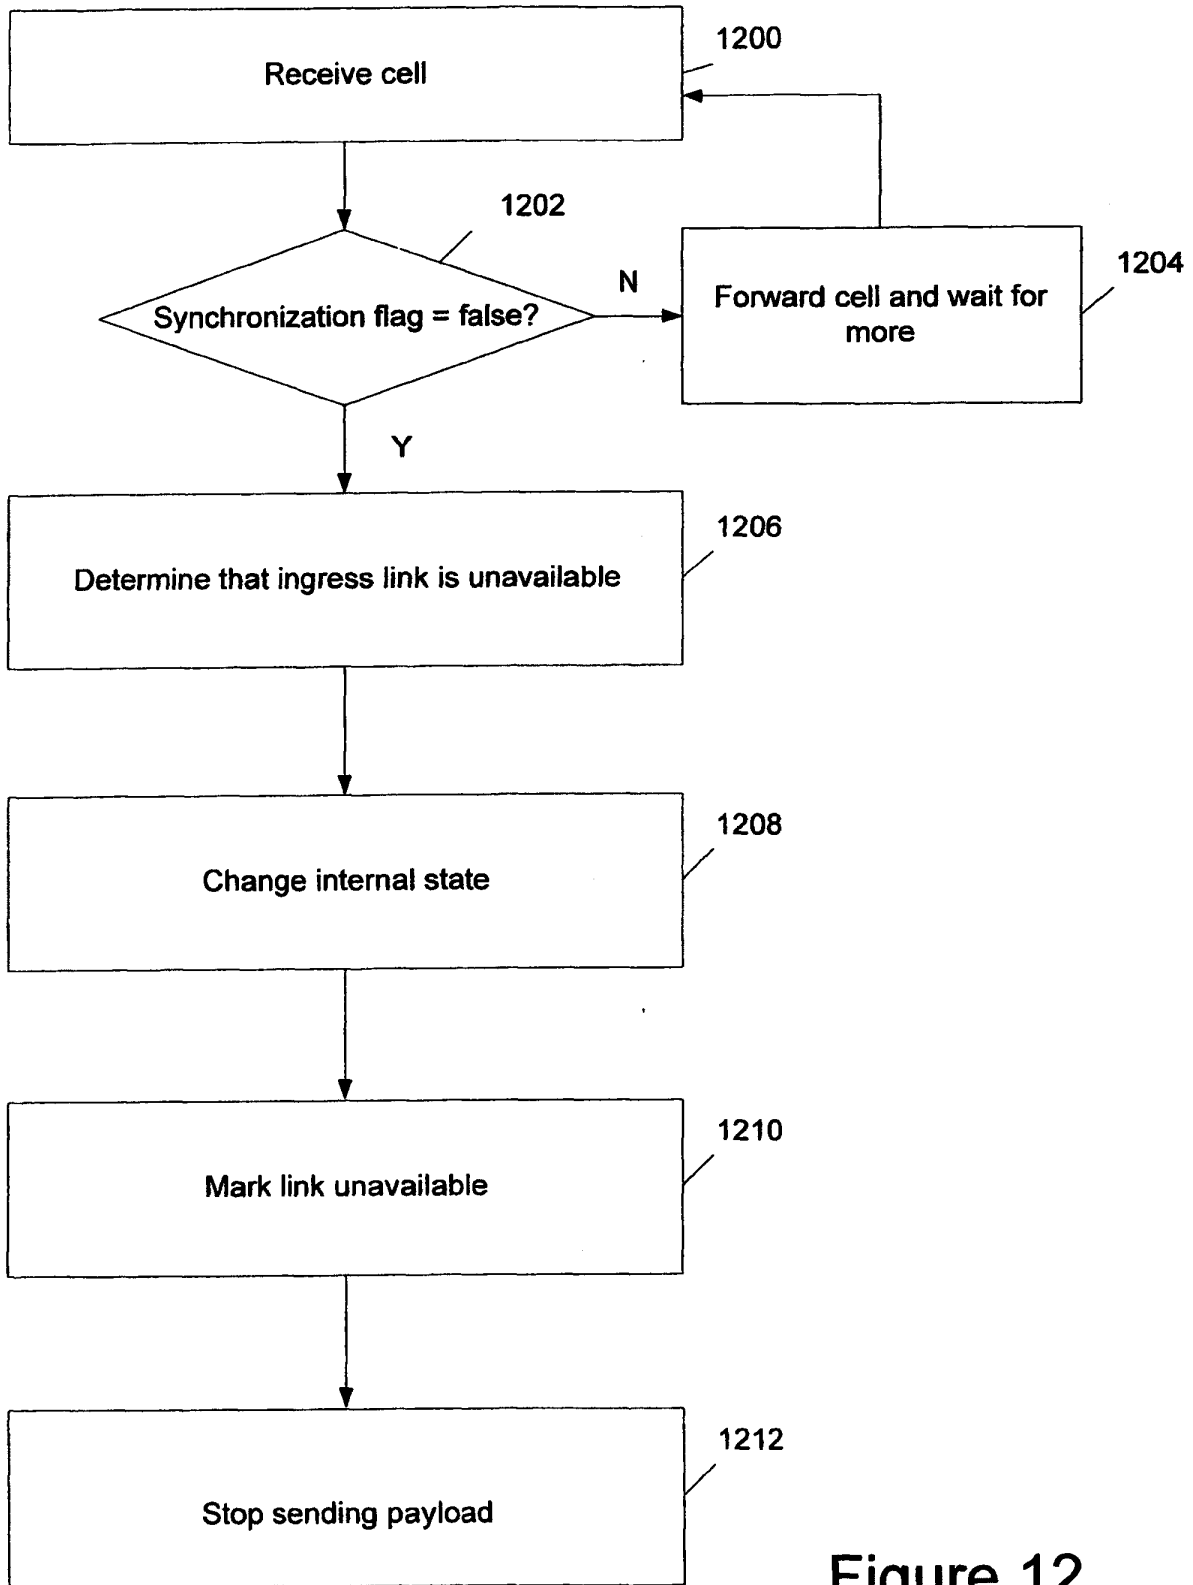 Receive cell
1200
1202
Synchronization flag = false?
N
Forward cell and wait for
more
1204
Y
Determine that ingress link is unavailable
1206
Change internal state
1208
Mark link unavailable
1210
Stop sending payload
1212
Figure 12